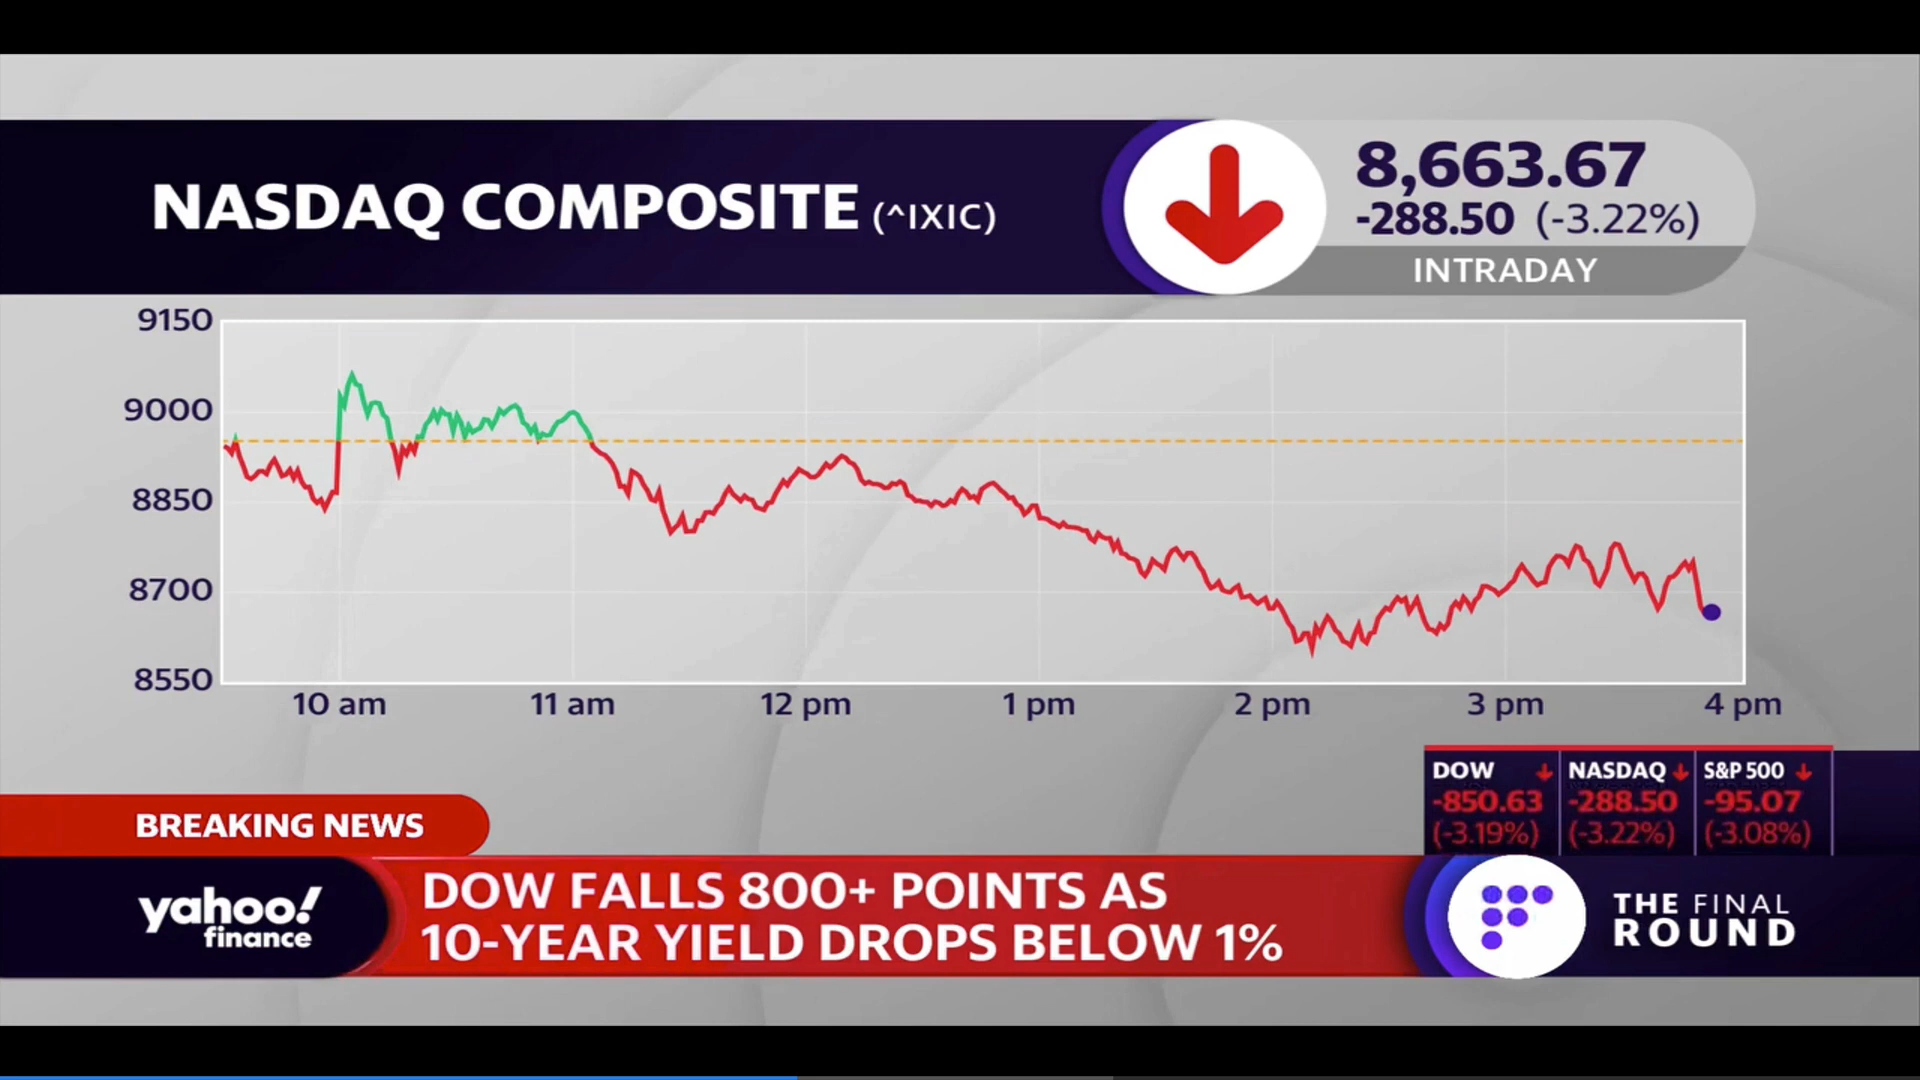 NASDAQ COMPOSITE (^IXIC)
8,663.67
-288.50 (-3.22%)
INTRADAY
9150
9000
8850
8700
8550
10 am 11 am 12 pm 1 pm 2 pm 3 pm 4 pm
DOW NASDAQ S&P 500
-850.63 -288.50 -95.07
(-3.19%) (-3.22%) (-3.08%)
BREAKING NEWS
yahoo!
finance
DOW FALLS 800+ POINTS AS
10-YEAR YIELD DROPS BELOW 1%
THE FINAL
ROUND